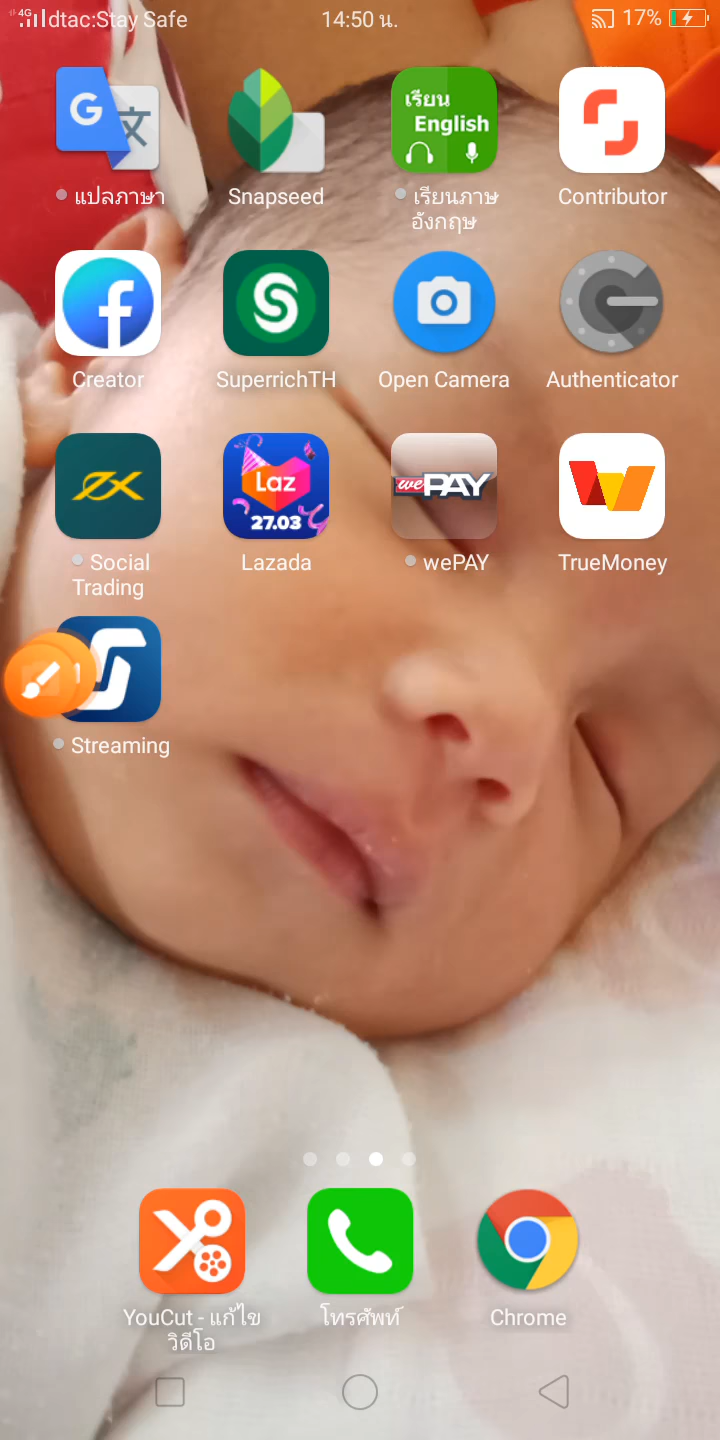 4G dtac:Stay Safe 14:50 น. 17%
แปลภาษา
Snapseed
เรียน
English
เรียนภาษ
อังกฤษ
Contributor
Creator
SuperrichTH
Open Camera
Authenticator
Social
Trading
Laz
27.03
Lazada
wePAY
wePAY
TrueMoney
Streaming
YouCut - แก้ไข
วิดีโอ
โทรศัพท์
Chrome